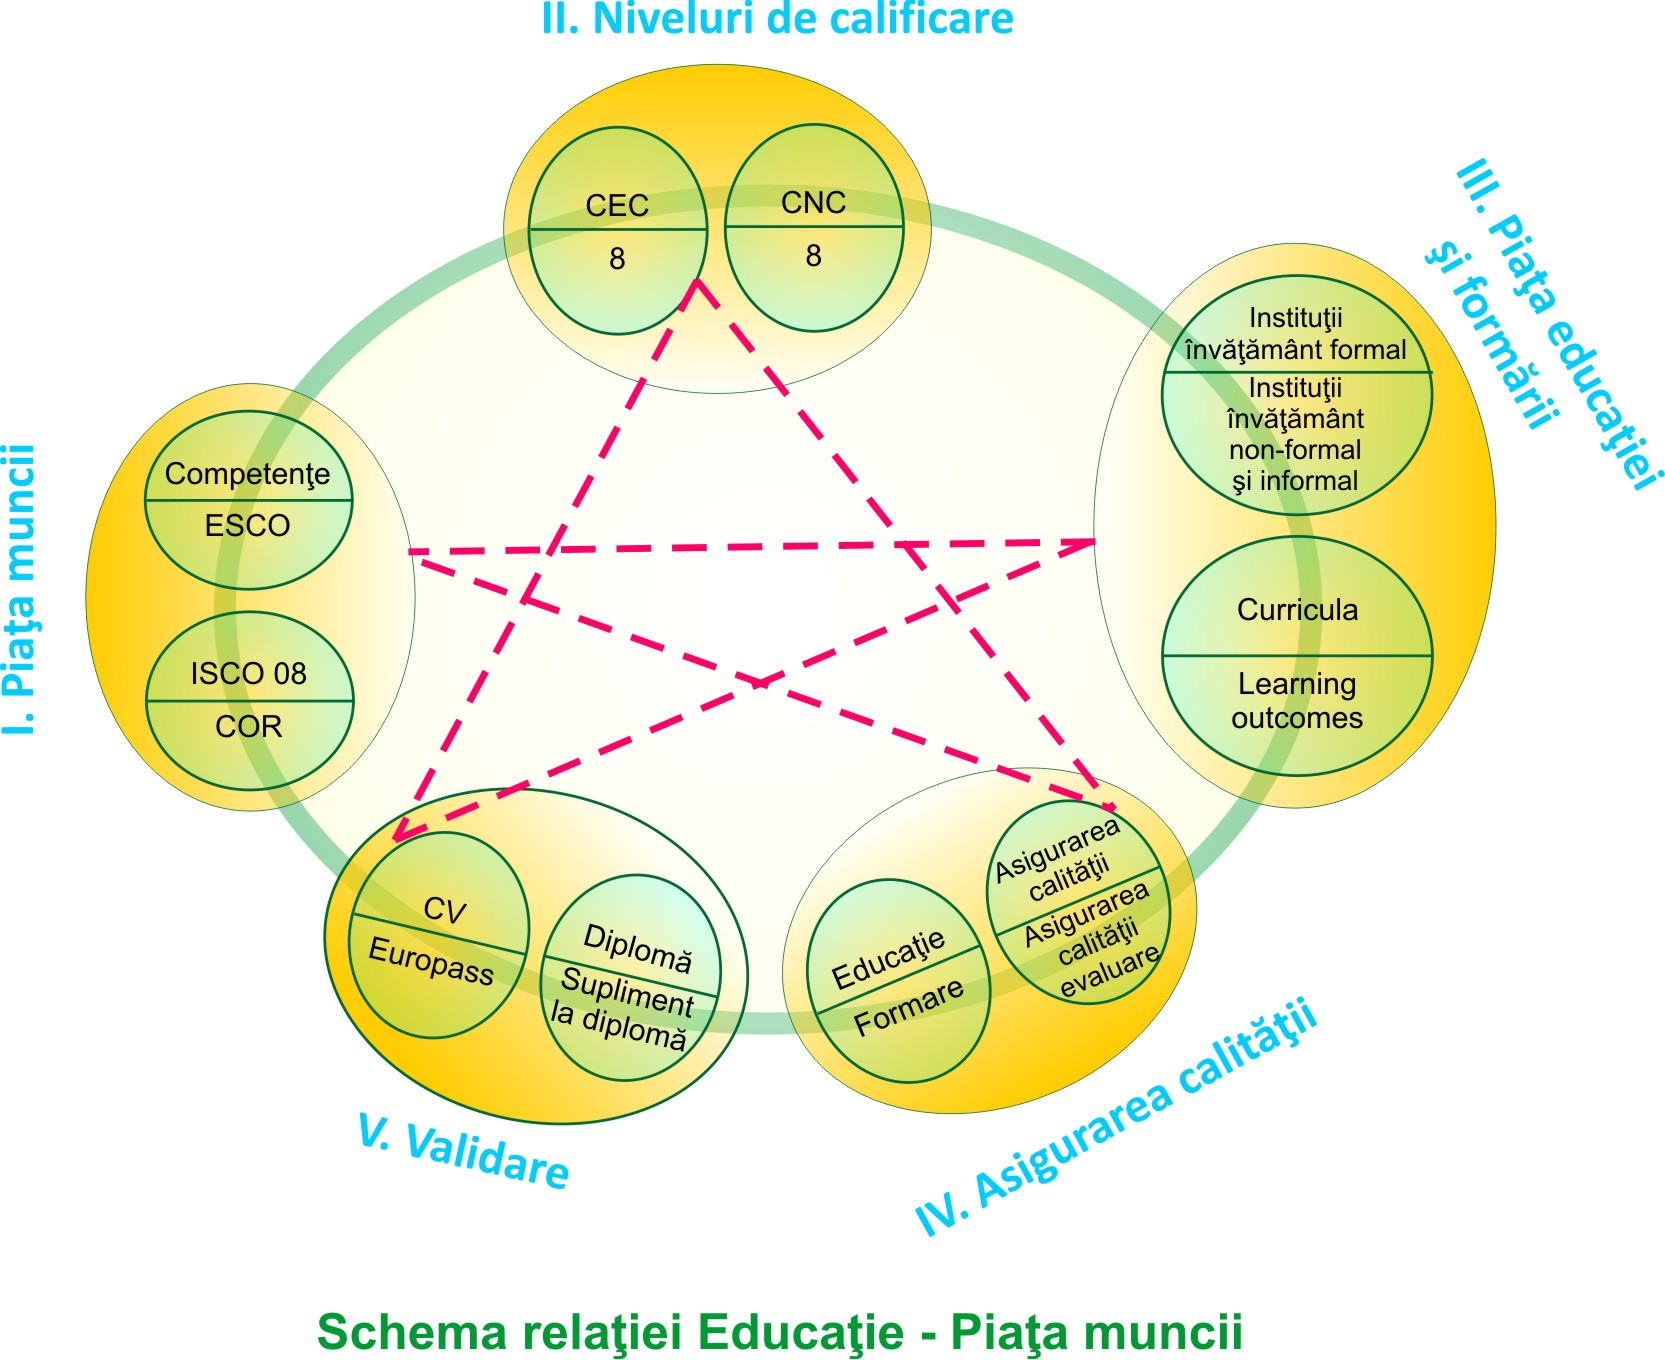 II. Niveluri de calificare
CEC
8
CNC
8
III. Piaţa educaţiei
şi formării
Instituţii
învăţământ formal
Instituţii
învăţământ
non-formal
şi informal
Curricula
Learning
outcomes
I. Piaţa muncii
Competenţe
ESCO
ISCO 08
COR
CV
Europass
Diplomă
Supliment
la diplomă
V. Validare
Educaţie
Formare
Asigurarea
calităţii
Asigurarea
calităţii
evaluare
IV. Asigurarea calităţii
Schema relaţiei Educaţie - Piaţa muncii